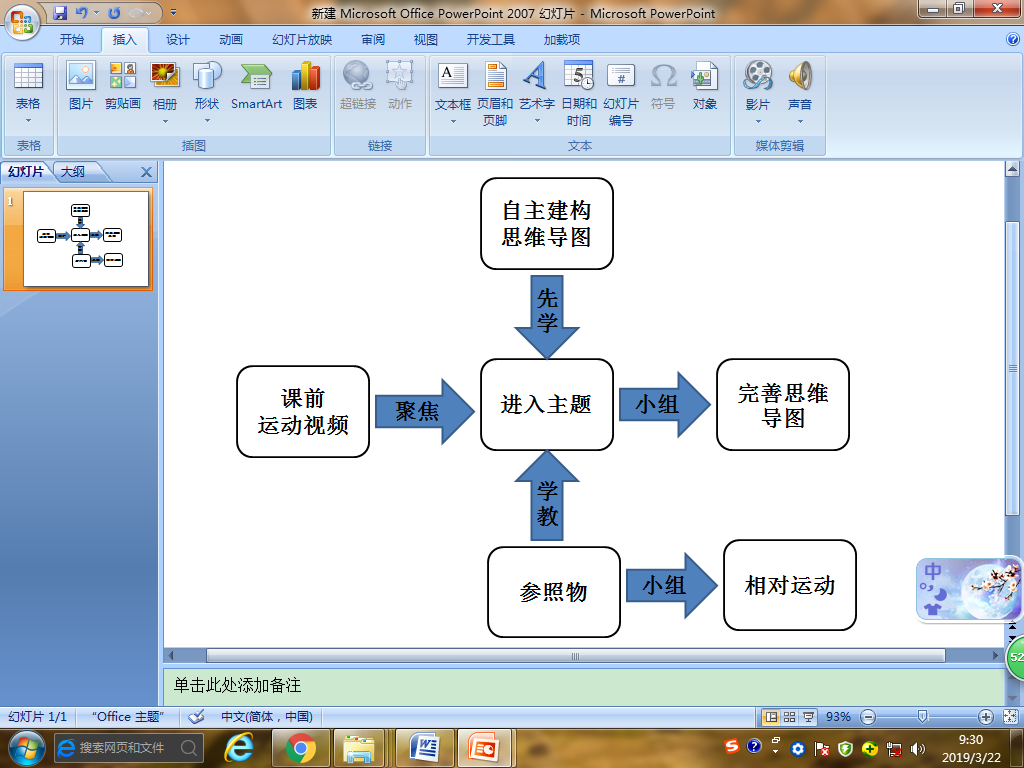 新建 Microsoft Office PowerPoint 2007 幻灯片 - Microsoft PowerPoint
开始 插入 设计 动画 幻灯片放映 审阅 视图 开发工具 加载项
表格 图片 剪贴画 相册 形状 SmartArt 图表 超链接 动作 文本框 页眉和 艺术字 日期和 幻灯片 符号 对象 影片 声音
页脚 时间 编号
表格 插图 链接 文本 媒体剪辑
幻灯片 大纲
1
自主建构
思维导图
先
学
课前
运动视频
聚焦
进入主题
小组
完善思维
导图
学
教
参照物
小组
相对运动
中
52
单击此处添加备注
幻灯片 1/1 “Office 主题” 中文(简体，中国) 93%
搜索网页和文件
9:30
2019/3/22